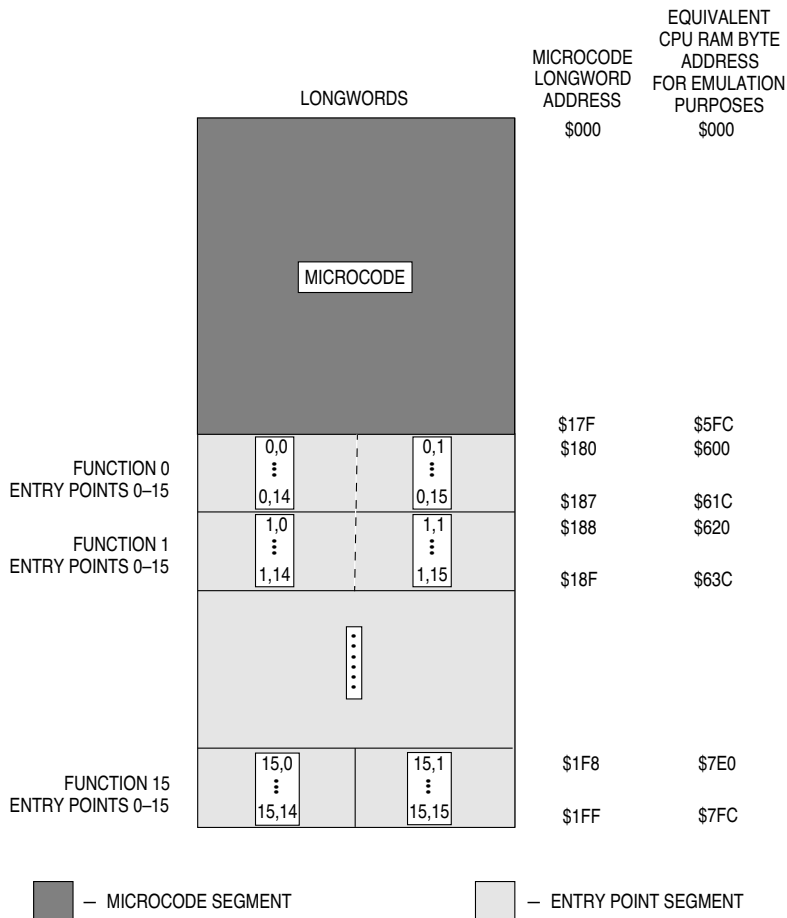 LONGWORDS
MICROCODE
LONGWORD
ADDRESS
EQUIVALENT
CPU RAM BYTE
ADDRESS
FOR EMULATION
PURPOSES
$000 $000
MICROCODE
$17F $5FC
FUNCTION 0
ENTRY POINTS 0–15
0,0 0,1 $180 $600
0,14 0,15 $187 $61C
FUNCTION 1
ENTRY POINTS 0–15
1,0 1,1 $188 $620
1,14 1,15 $18F $63C
FUNCTION 15
ENTRY POINTS 0–15
15,0 15,1 $1F8 $7E0
15,14 15,15 $1FF $7FC
– MICROCODE SEGMENT
– ENTRY POINT SEGMENT